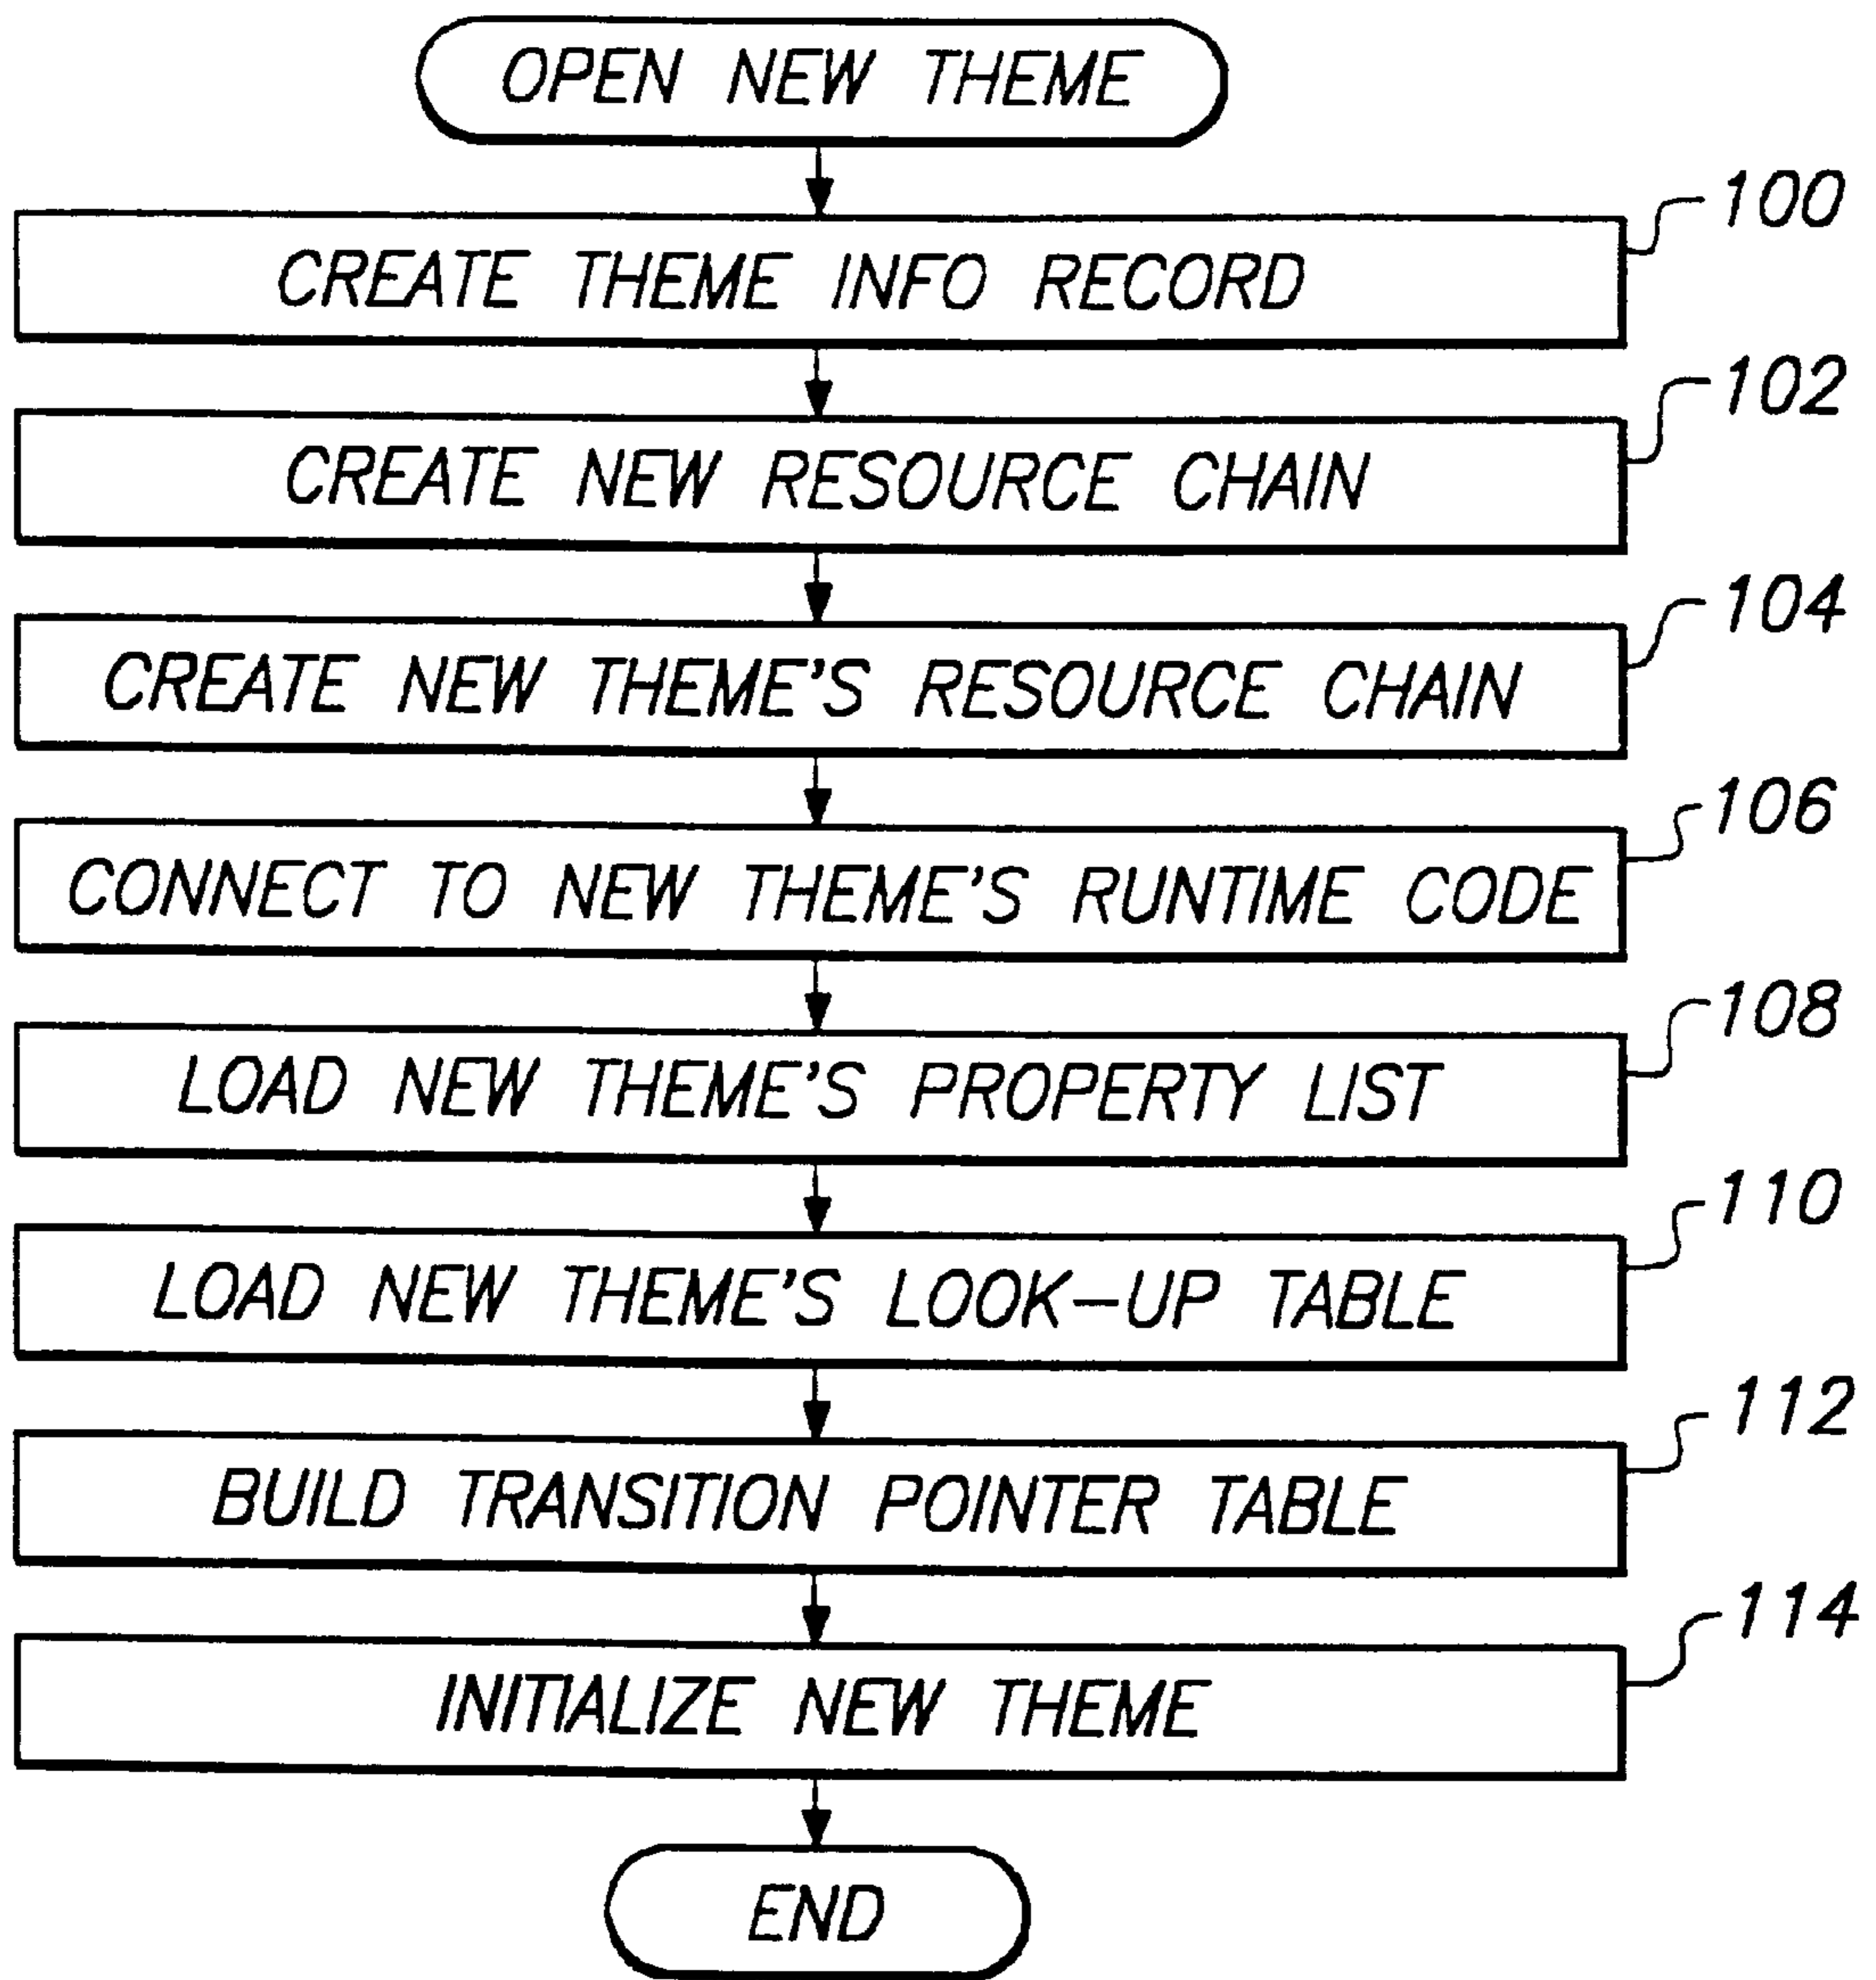 OPEN NEW THEME
100
CREATE THEME INFO RECORD
102
CREATE NEW RESOURCE CHAIN
104
CREATE NEW THEME'S RESOURCE CHAIN
106
CONNECT TO NEW THEME'S RUNTIME CODE
108
LOAD NEW THEME'S PROPERTY LIST
110
LOAD NEW THEME'S LOOK-UP TABLE
112
BUILD TRANSITION POINTER TABLE
114
INITIALIZE NEW THEME
END